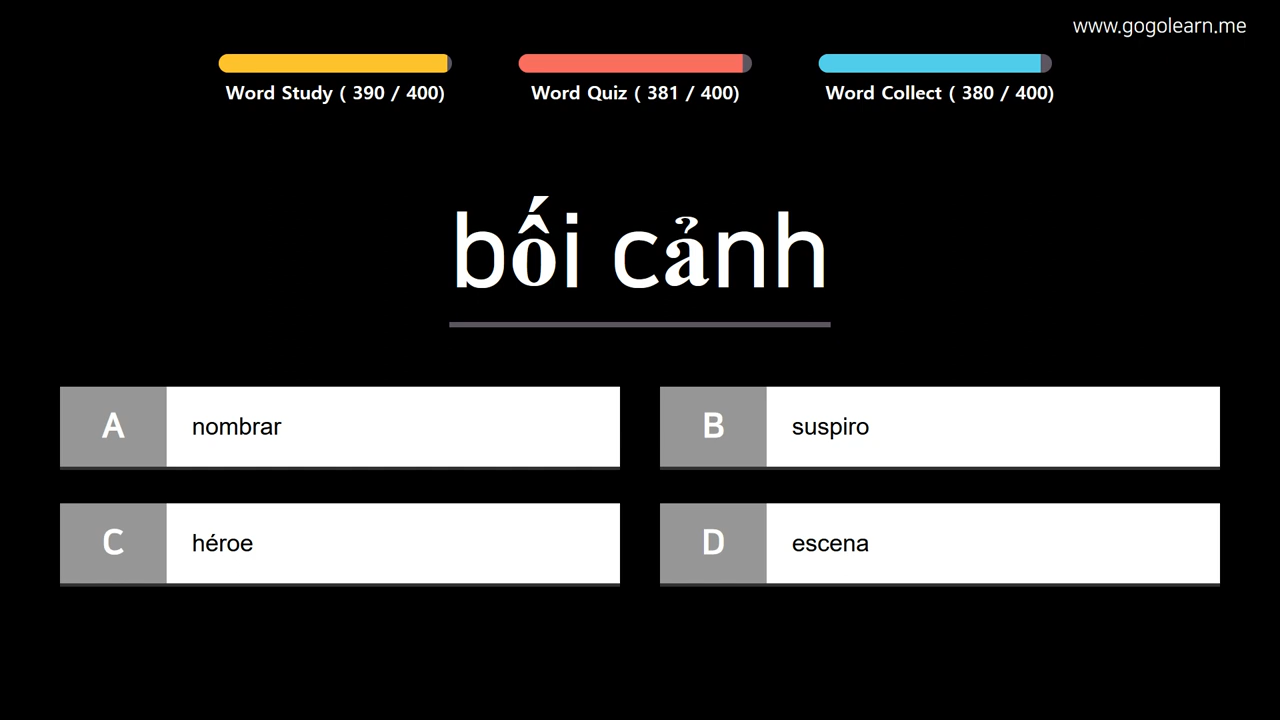 www.gogolearn.me
Word Study ( 390 / 400)
Word Quiz ( 381 / 400)
Word Collect ( 380 / 400)
bối cảnh
A
nombrar
B
suspiro
C
héroe
D
escena